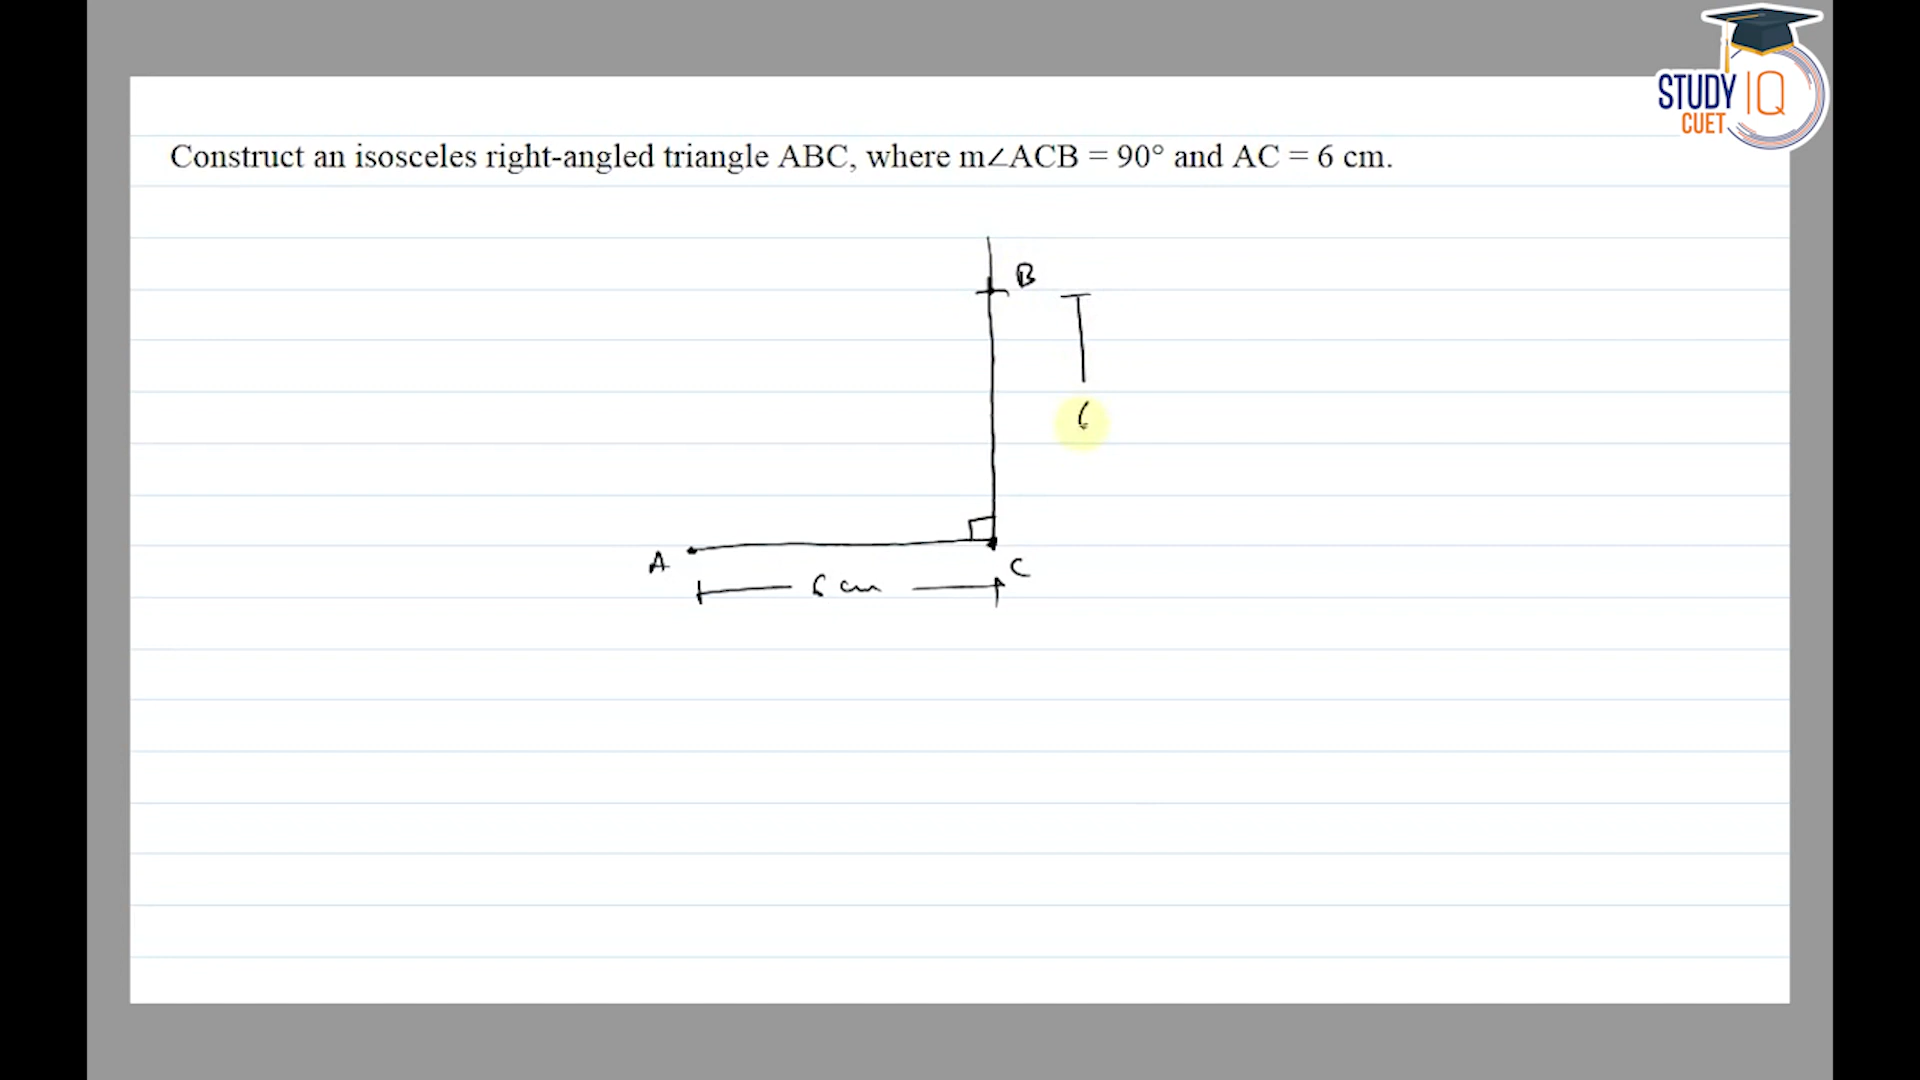 STUDY IQ
CUET
Construct an isosceles right-angled triangle ABC, where m∠ACB = 90° and AC = 6 cm.
B
6
A
C
6 cm